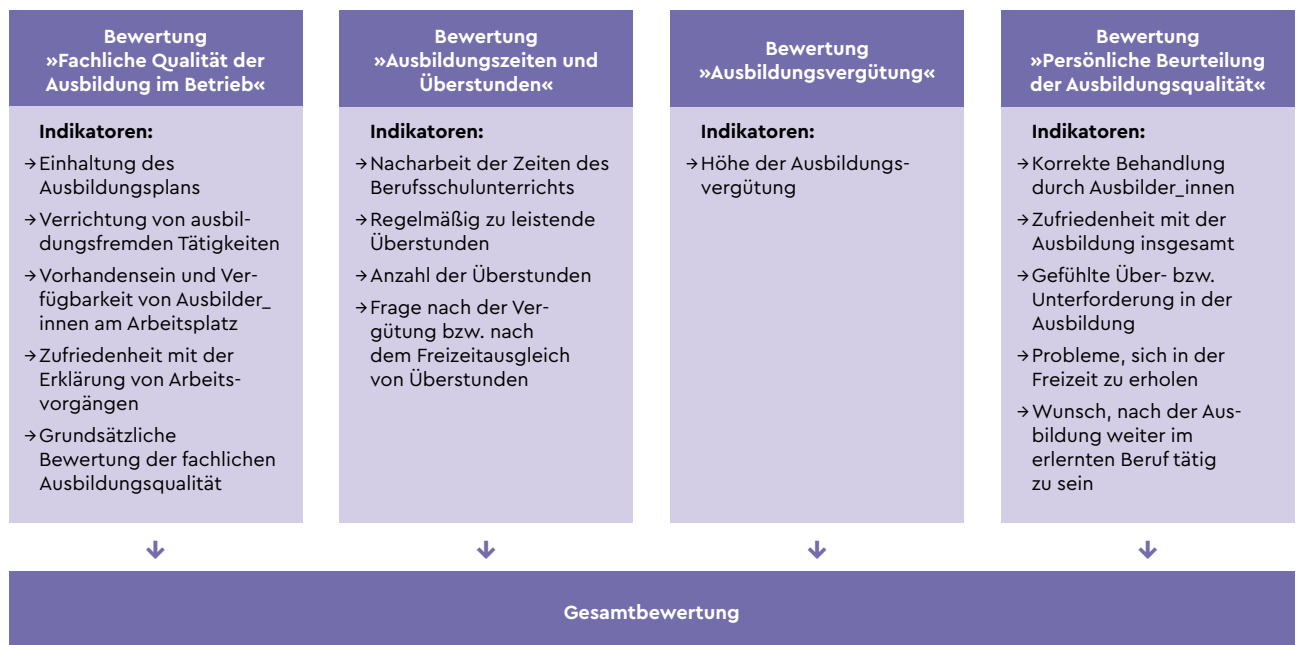 Bewertung
»Fachliche Qualität der
Ausbildung im Betrieb«
Indikatoren:
→Einhaltung des
Ausbildungsplans
→Verrichtung von ausbil-
dungsfremden Tätigkeiten
→Vorhandensein und Ver-
fügbarkeit von Ausbilder_
innen am Arbeitsplatz
→Zufriedenheit mit der
Erklärung von Arbeits-
vorgängen
→Grundsätzliche
Bewertung der fachlichen
Ausbildungsqualität
Bewertung
»Ausbildungszeiten und
Überstunden«
Indikatoren:
→Nacharbeit der Zeiten des
Berufsschulunterrichts
→Regelmäßig zu leistende
Überstunden
→Anzahl der Überstunden
→Frage nach der Ver-
gütung bzw. nach
dem Freizeitausgleich
von Überstunden
Bewertung
»Ausbildungsvergütung«
Indikatoren:
→Höhe der Ausbildungs-
vergütung
Bewertung
»Persönliche Beurteilung
der Ausbildungsqualität«
Indikatoren:
→Korrekte Behandlung
durch Ausbilder_innen
→Zufriedenheit mit der
Ausbildung insgesamt
→Gefühlte Über- bzw.
Unterforderung in der
Ausbildung
→Probleme, sich in der
Freizeit zu erholen
→Wunsch, nach der Aus-
bildung weiter im
erlernten Beruf tätig
zu sein
Gesamtbewertung